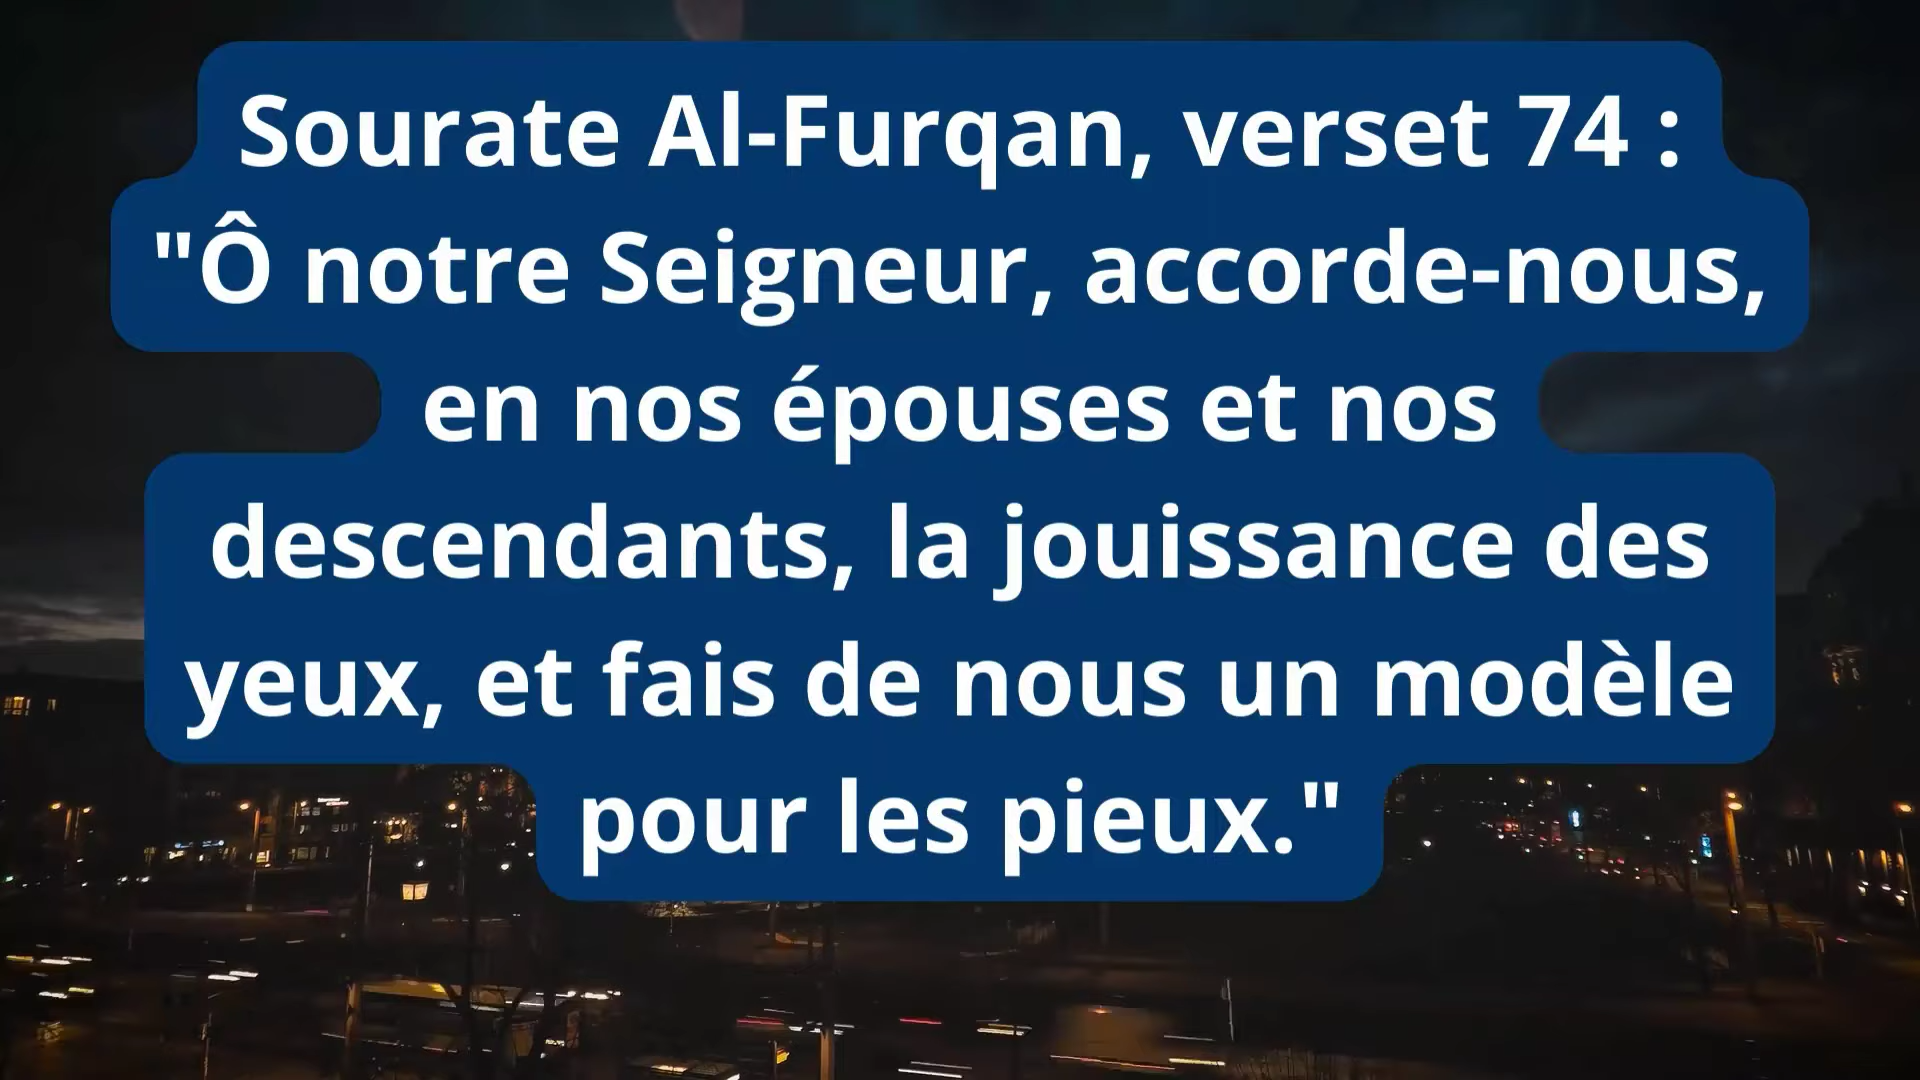 Sourate Al-Furqan, verset 74 :
"Ô notre Seigneur, accorde-nous,
en nos épouses et nos
descendants, la jouissance des
yeux, et fais de nous un modèle
pour les pieux."